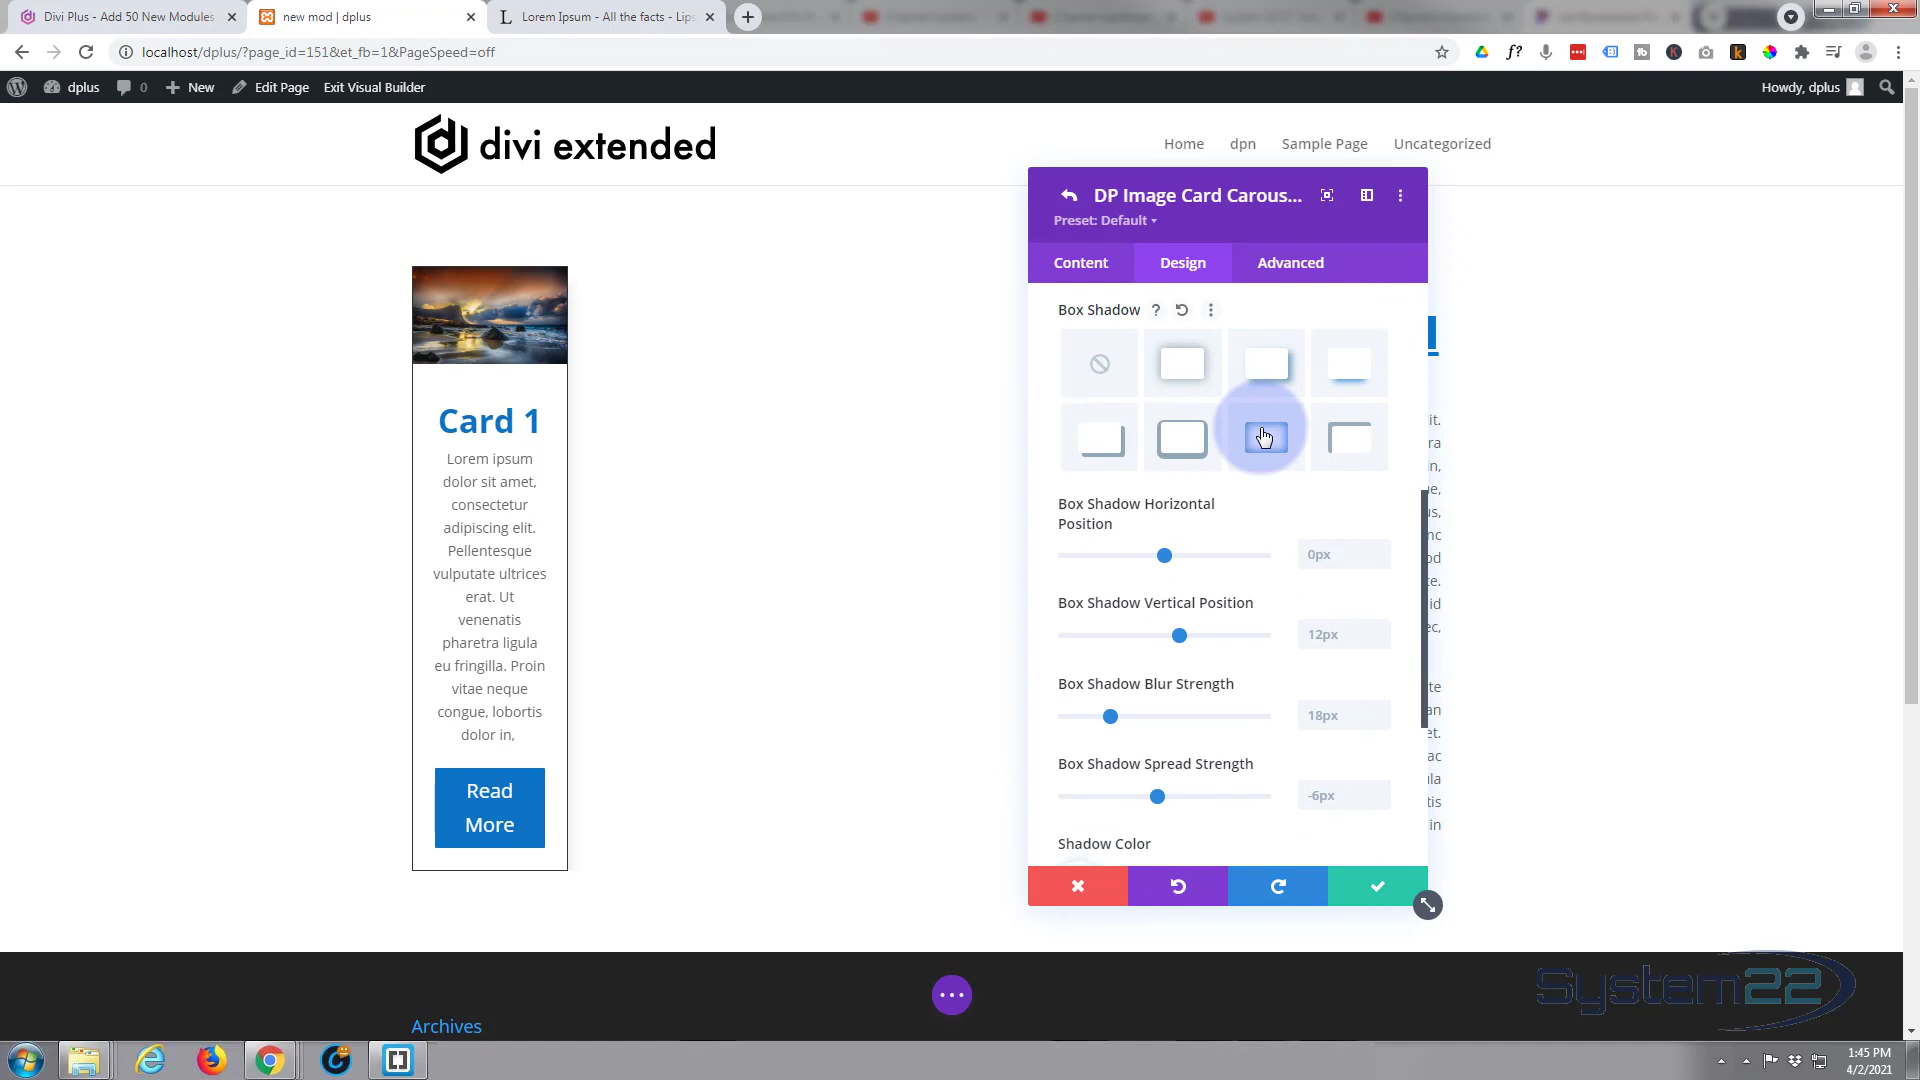 Divi Plus - Add 50 New Modules
new mod | dplus
Lorem Ipsum - All the facts - Lips
localhost/dplus/?page_id=151&et_fb=1&PageSpeed=off
dplus
0
New
Edit Page
Exit Visual Builder
Howdy, dplus
divi extended
Home
dpn
Sample Page
Uncategorized
DP Image Card Carous...
Preset: Default
Content
Design
Advanced
Box Shadow
Box Shadow Horizontal
Position
0px
Box Shadow Vertical Position
12px
Box Shadow Blur Strength
18px
Box Shadow Spread Strength
-6px
Shadow Color
Card 1
Lorem ipsum
dolor sit amet,
consectetur
adipiscing elit.
Pellentesque
vulputate ultrices
erat. Ut
venenatis
pharetra ligula
eu fringilla. Proin
vitae neque
congue, lobortis
dolor in,
Read
More
Archives
System22
1:45 PM
4/2/2021